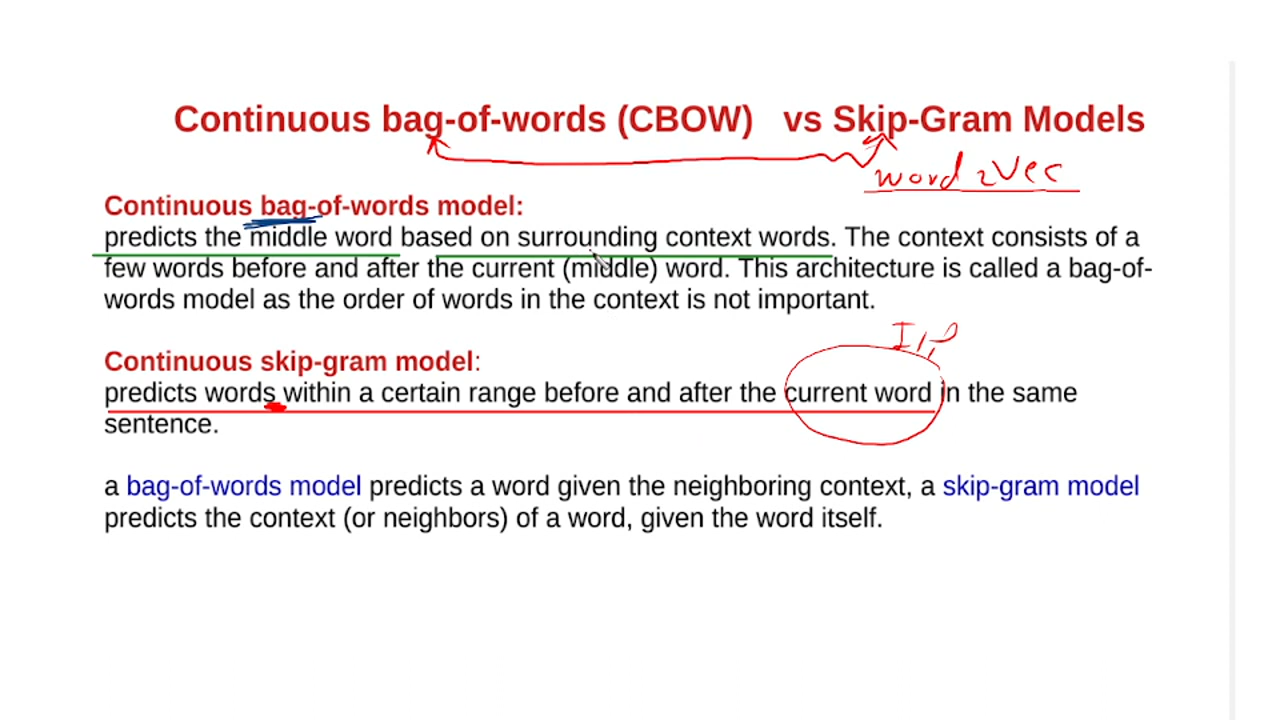 Continuous bag-of-words (CBOW) vs Skip-Gram Models
word 2Vec
Continuous bag-of-words model:
predicts the middle word based on surrounding context words. The context consists of a
few words before and after the current (middle) word. This architecture is called a bag-of-
words model as the order of words in the context is not important.
I/P
Continuous skip-gram model:
predicts words within a certain range before and after the current word in the same
sentence.
a bag-of-words model predicts a word given the neighboring context, a skip-gram model
predicts the context (or neighbors) of a word, given the word itself.